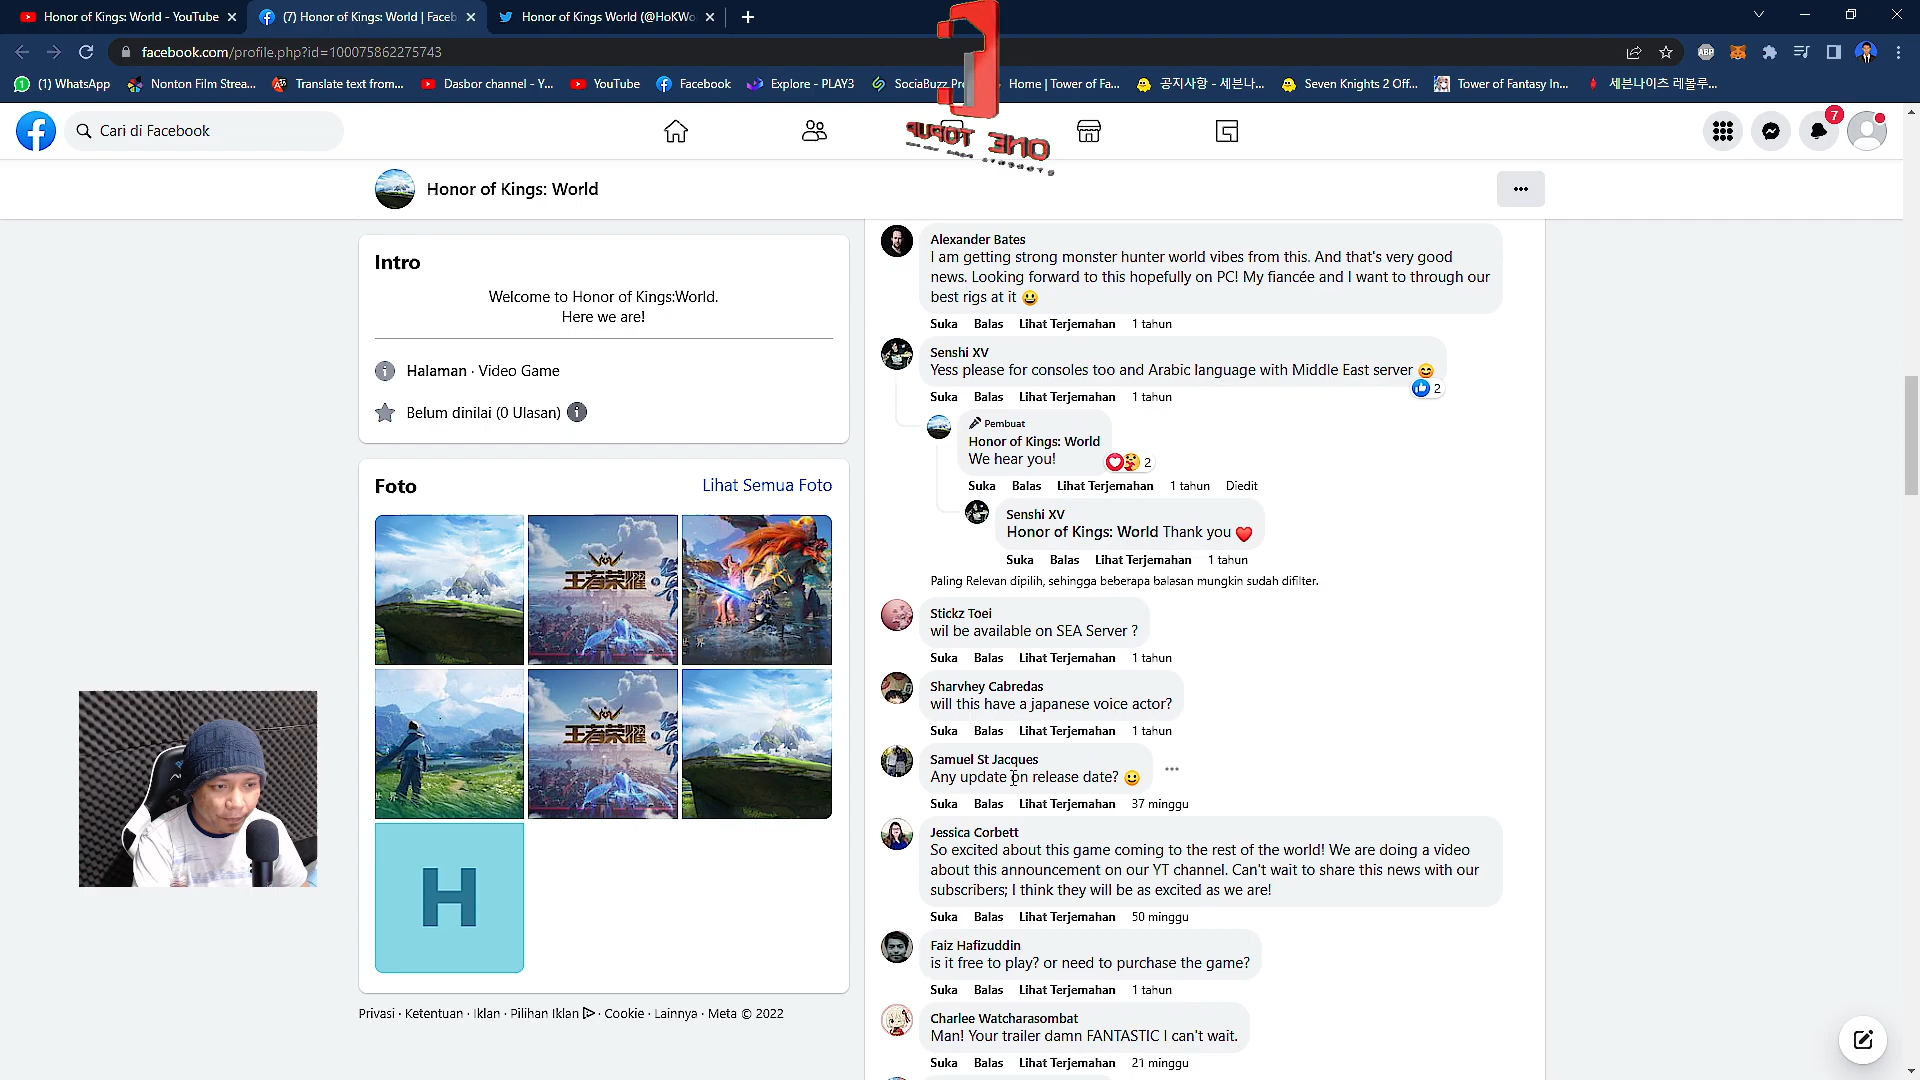 Honor of Kings: World - YouTube
(7) Honor of Kings: World | Faceb
Honor of Kings World (@HoKWo
facebook.com/profile.php?id=100075862275743
ABP
(1) WhatsApp
Nonton Film Strea...
Translate text from...
Dasbor channel - Y...
YouTube
Facebook
Explore - PLAY3
SociaBuzz Pr
Home | Tower of Fa...
공지사항 - 세븐나...
Seven Knights 2 Off...
Tower of Fantasy In...
세븐나이츠 레볼루...
Cari di Facebook
ONE TOPUP
7
Honor of Kings: World
Intro
Welcome to Honor of Kings:World.
Here we are!
Halaman · Video Game
Belum dinilai (0 Ulasan)
Foto
Lihat Semua Foto
王者荣耀
世界
王者荣耀
世界
H
Privasi · Ketentuan · Iklan · Pilihan Iklan · Cookie · Lainnya · Meta © 2022
Alexander Bates
I am getting strong monster hunter world vibes from this. And that's very good
news. Looking forward to this hopefully on PC! My fiancée and I want to through our
best rigs at it 😃
Suka Balas Lihat Terjemahan 1 tahun
Senshi XV
Yess please for consoles too and Arabic language with Middle East server 😊
2
Suka Balas Lihat Terjemahan 1 tahun
Pembuat
Honor of Kings: World
We hear you!
2
Suka Balas Lihat Terjemahan 1 tahun Diedit
Senshi XV
Honor of Kings: World Thank you ❤️
Suka Balas Lihat Terjemahan 1 tahun
Paling Relevan dipilih, sehingga beberapa balasan mungkin sudah difilter.
Stickz Toei
wil be available on SEA Server ?
Suka Balas Lihat Terjemahan 1 tahun
Sharvhey Cabredas
will this have a japanese voice actor?
Suka Balas Lihat Terjemahan 1 tahun
Samuel St Jacques
Any update on release date? 🙂
Suka Balas Lihat Terjemahan 37 minggu
Jessica Corbett
So excited about this game coming to the rest of the world! We are doing a video
about this announcement on our YT channel. Can't wait to share this news with our
subscribers; I think they will be as excited as we are!
Suka Balas Lihat Terjemahan 50 minggu
Faiz Hafizuddin
is it free to play? or need to purchase the game?
Suka Balas Lihat Terjemahan 1 tahun
Charlee Watcharasombat
Man! Your trailer damn FANTASTIC I can't wait.
Suka Balas Lihat Terjemahan 21 minggu